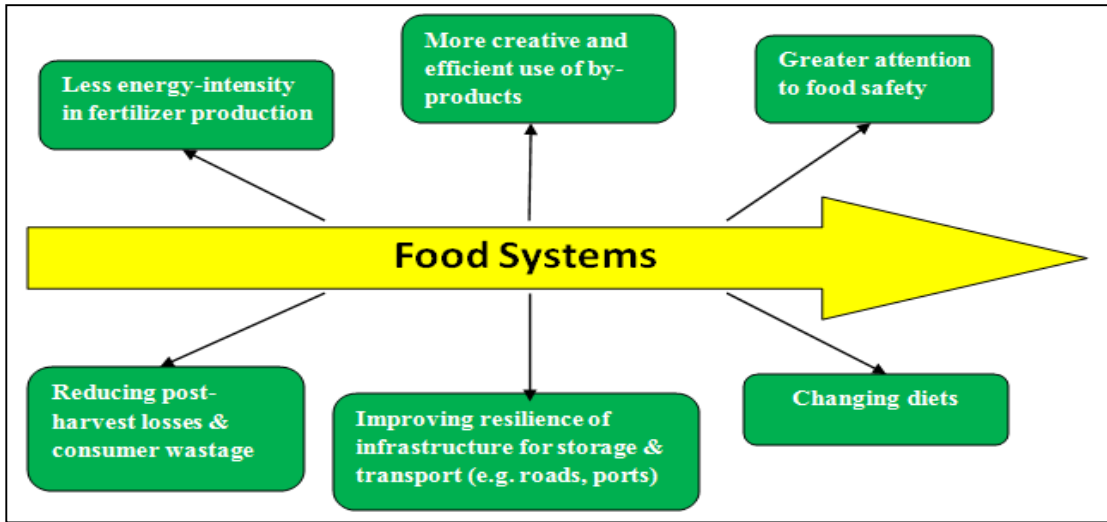 Less energy-intensity
in fertilizer production
More creative and
efficient use of by-
products
Greater attention
to food safety
Food Systems
Reducing post-
harvest losses &
consumer wastage
Improving resilience of
infrastructure for storage &
transport (e.g. roads, ports)
Changing diets